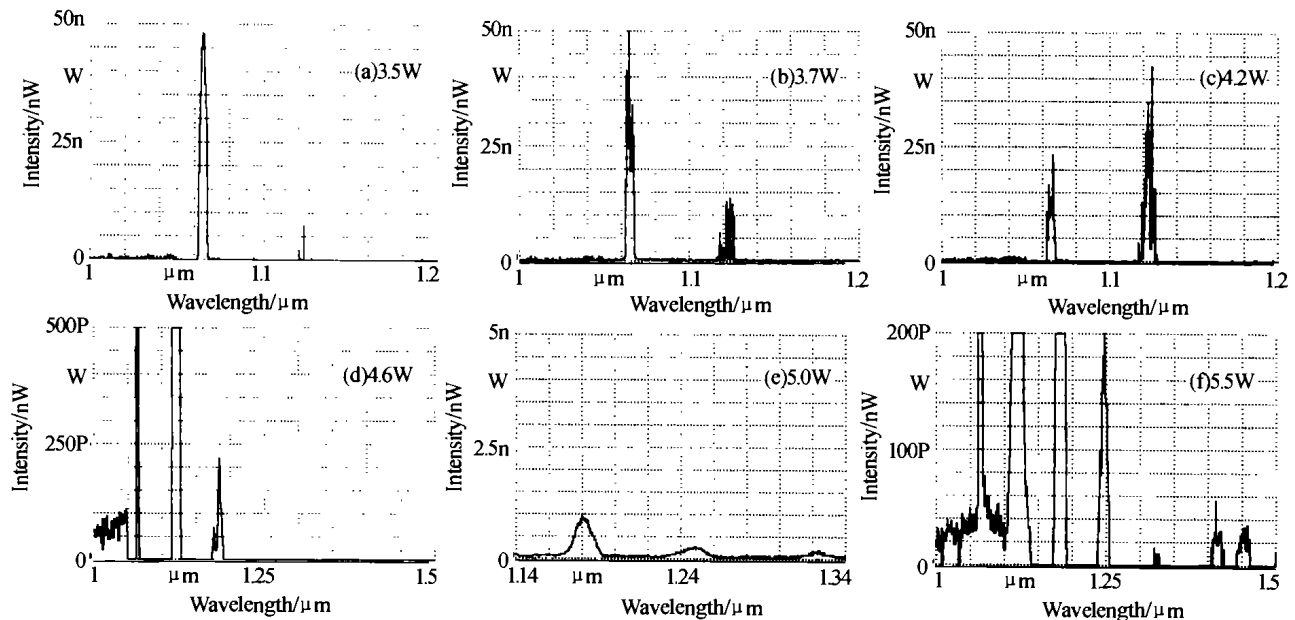 50n
W
25n
0
Intensity/nW
(a)3.5W
1
μm
1.1
1.2
Wavelength/μm
50n
W
25n
0
Intensity/nW
(b)3.7W
1
μm
1.1
1.2
Wavelength/μm
50n
W
25n
0
Intensity/nW
(c)4.2W
1
μm
1.1
1.2
Wavelength/μm
500P
W
250P
0
Intensity/nW
(d)4.6W
1
μm
1.25
1.5
Wavelength/μm
5n
W
2.5n
0
Intensity/nW
(e)5.0W
1.14
μm
1.24
1.34
Wavelength/μm
200P
W
100P
0
Intensity/nW
(f)5.5W
1
μm
1.25
1.5
Wavelength/μm